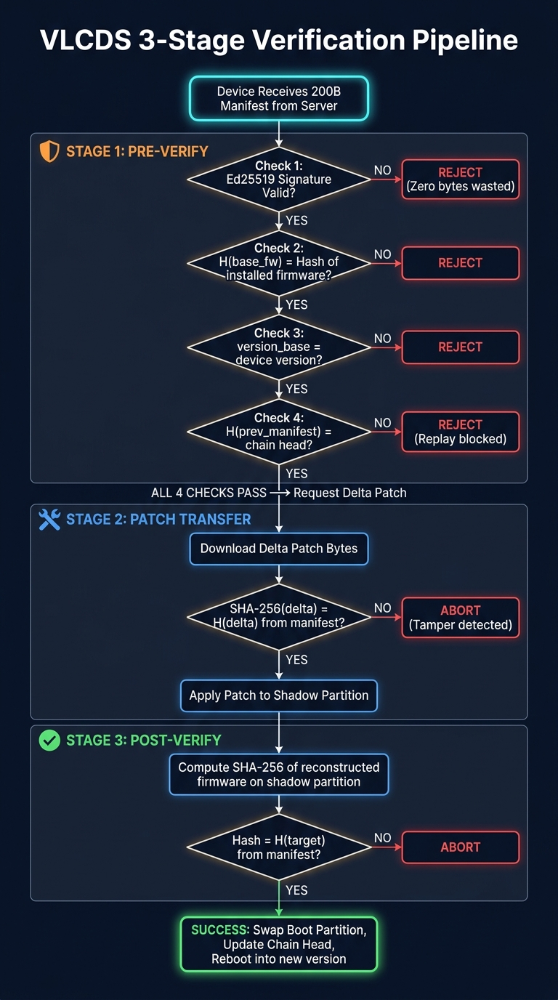 VLCDS 3-Stage Verification Pipeline
Device Receives 200B
Manifest from Server
STAGE 1: PRE-VERIFY
Check 1:
Ed25519 Signature
Valid?
NO
REJECT
(Zero bytes wasted)
YES
Check 2:
H(base_fw) = Hash of
installed firmware?
NO
REJECT
YES
Check 3:
version_base =
device version?
NO
REJECT
YES
Check 4:
H(prev_manifest) =
chain head?
NO
REJECT
(Replay blocked)
YES
ALL 4 CHECKS PASS → Request Delta Patch
STAGE 2: PATCH TRANSFER
Download Delta Patch Bytes
SHA-256(delta) =
H(delta) from manifest?
NO
ABORT
(Tamper detected)
YES
Apply Patch to Shadow Partition
STAGE 3: POST-VERIFY
Compute SHA-256 of reconstructed
firmware on shadow partition
Hash = H(target)
from manifest?
NO
ABORT
YES
SUCCESS: Swap Boot Partition,
Update Chain Head,
Reboot into new version